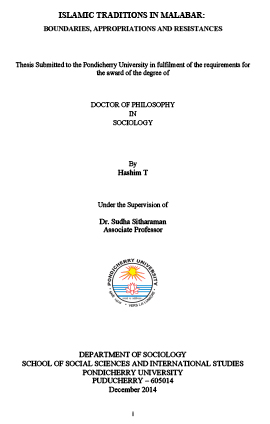 ISLAMIC TRADITIONS IN MALABAR:
BOUNDARIES, APPROPRIATIONS AND RESISTANCES
Thesis Submitted to the Pondicherry University in fulfilment of the requirements for
the award of the degree of
DOCTOR OF PHILOSOPHY
IN
SOCIOLOGY
By
Hashim T
Under the Supervision of
Dr. Sudha Sitharaman
Associate Professor
PONDICHERRY UNIVERSITY
DEPARTMENT OF SOCIOLOGY
SCHOOL OF SOCIAL SCIENCES AND INTERNATIONAL STUDIES
PONDICHERRY UNIVERSITY
PUDUCHERRY – 605014
December 2014
i